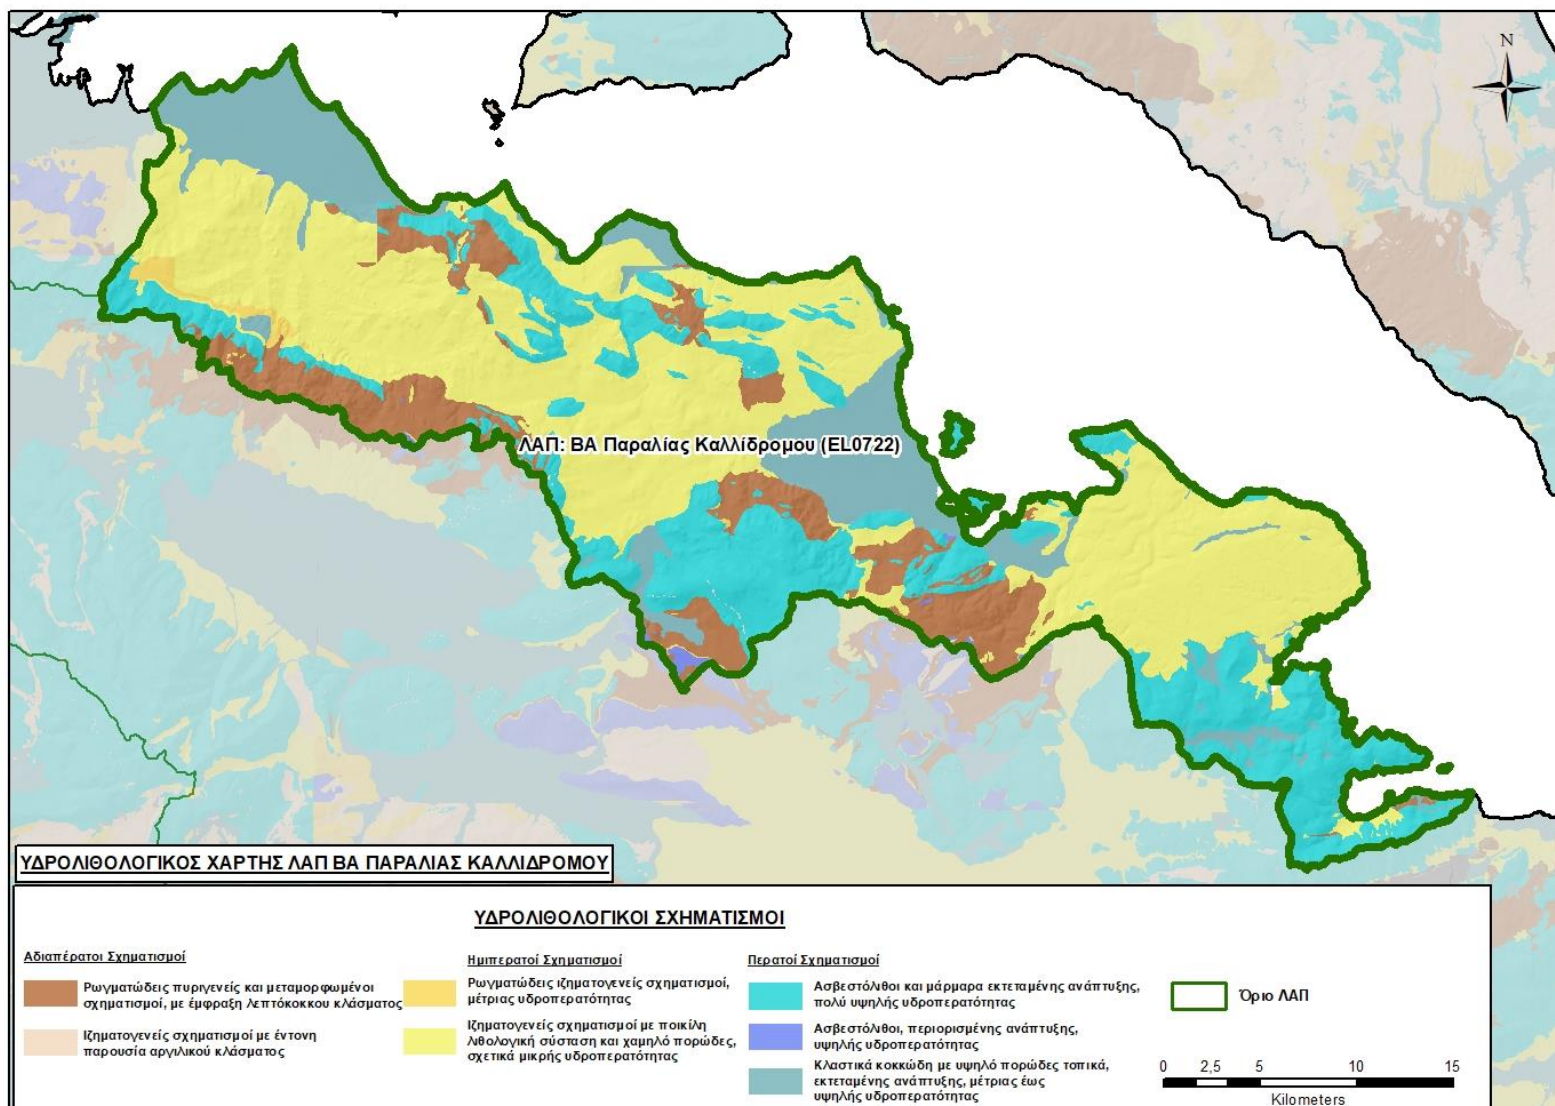 N
ΛΑΠ: ΒΑ Παραλίας Καλλίδρομου (EL0722)
ΥΔΡΟΛΙΘΟΛΟΓΙΚΟΣ ΧΑΡΤΗΣ ΛΑΠ ΒΑ ΠΑΡΑΛΙΑΣ ΚΑΛΛΙΔΡΟΜΟΥ
ΥΔΡΟΛΙΘΟΛΟΓΙΚΟΙ ΣΧΗΜΑΤΙΣΜΟΙ
Αδιαπέρατοι Σχηματισμοί
Ρωγματώδεις πυριγενείς και μεταμορφωμένοι
σχηματισμοί, με έμφραξη λεπτόκοκκου κλάσματος
Ιζηματογενείς σχηματισμοί με έντονη
παρουσία αργιλικού κλάσματος
Ημιπερατοί Σχηματισμοί
Ρωγματώδεις ιζηματογενείς σχηματισμοί,
μέτριας υδροπερατότητας
Ιζηματογενείς σχηματισμοί με ποικίλη
λιθολογική σύσταση και χαμηλό πορώδες,
σχετικά μικρής υδροπερατότητας
Περατοί Σχηματισμοί
Ασβεστόλιθοι και μάρμαρα εκτεταμένης ανάπτυξης,
πολύ υψηλής υδροπερατότητας
Ασβεστόλιθοι, περιορισμένης ανάπτυξης,
υψηλής υδροπερατότητας
Κλαστικά κοκκώδη με υψηλό πορώδες τοπικά,
εκτεταμένης ανάπτυξης, μέτριας έως
υψηλής υδροπερατότητας
Όριο ΛΑΠ
0 2,5 5 10 15
Kilometers